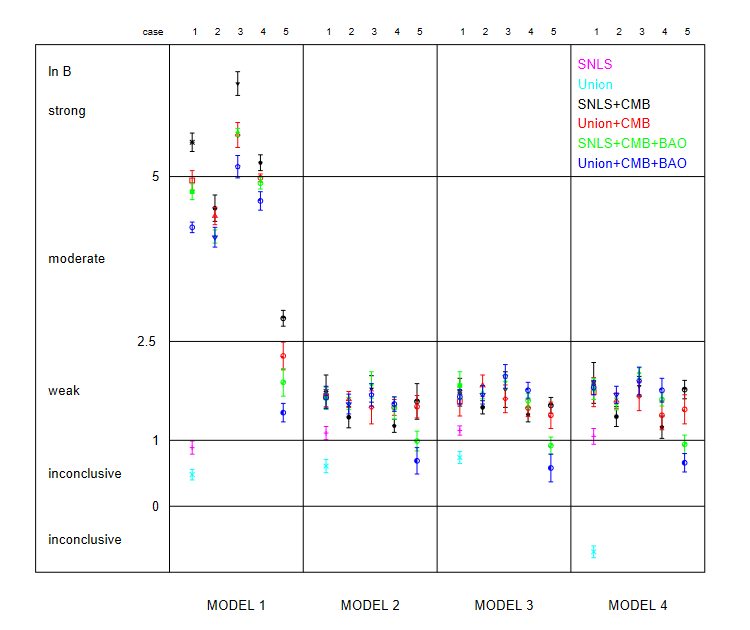 case 1 2 3 4 5 1 2 3 4 5 1 2 3 4 5 1 2 3 4 5
ln B
SNLS
Union
strong
SNLS+CMB
Union+CMB
SNLS+CMB+BAO
Union+CMB+BAO
5
moderate
2.5
weak
1
inconclusive
0
inconclusive
MODEL 1 MODEL 2 MODEL 3 MODEL 4